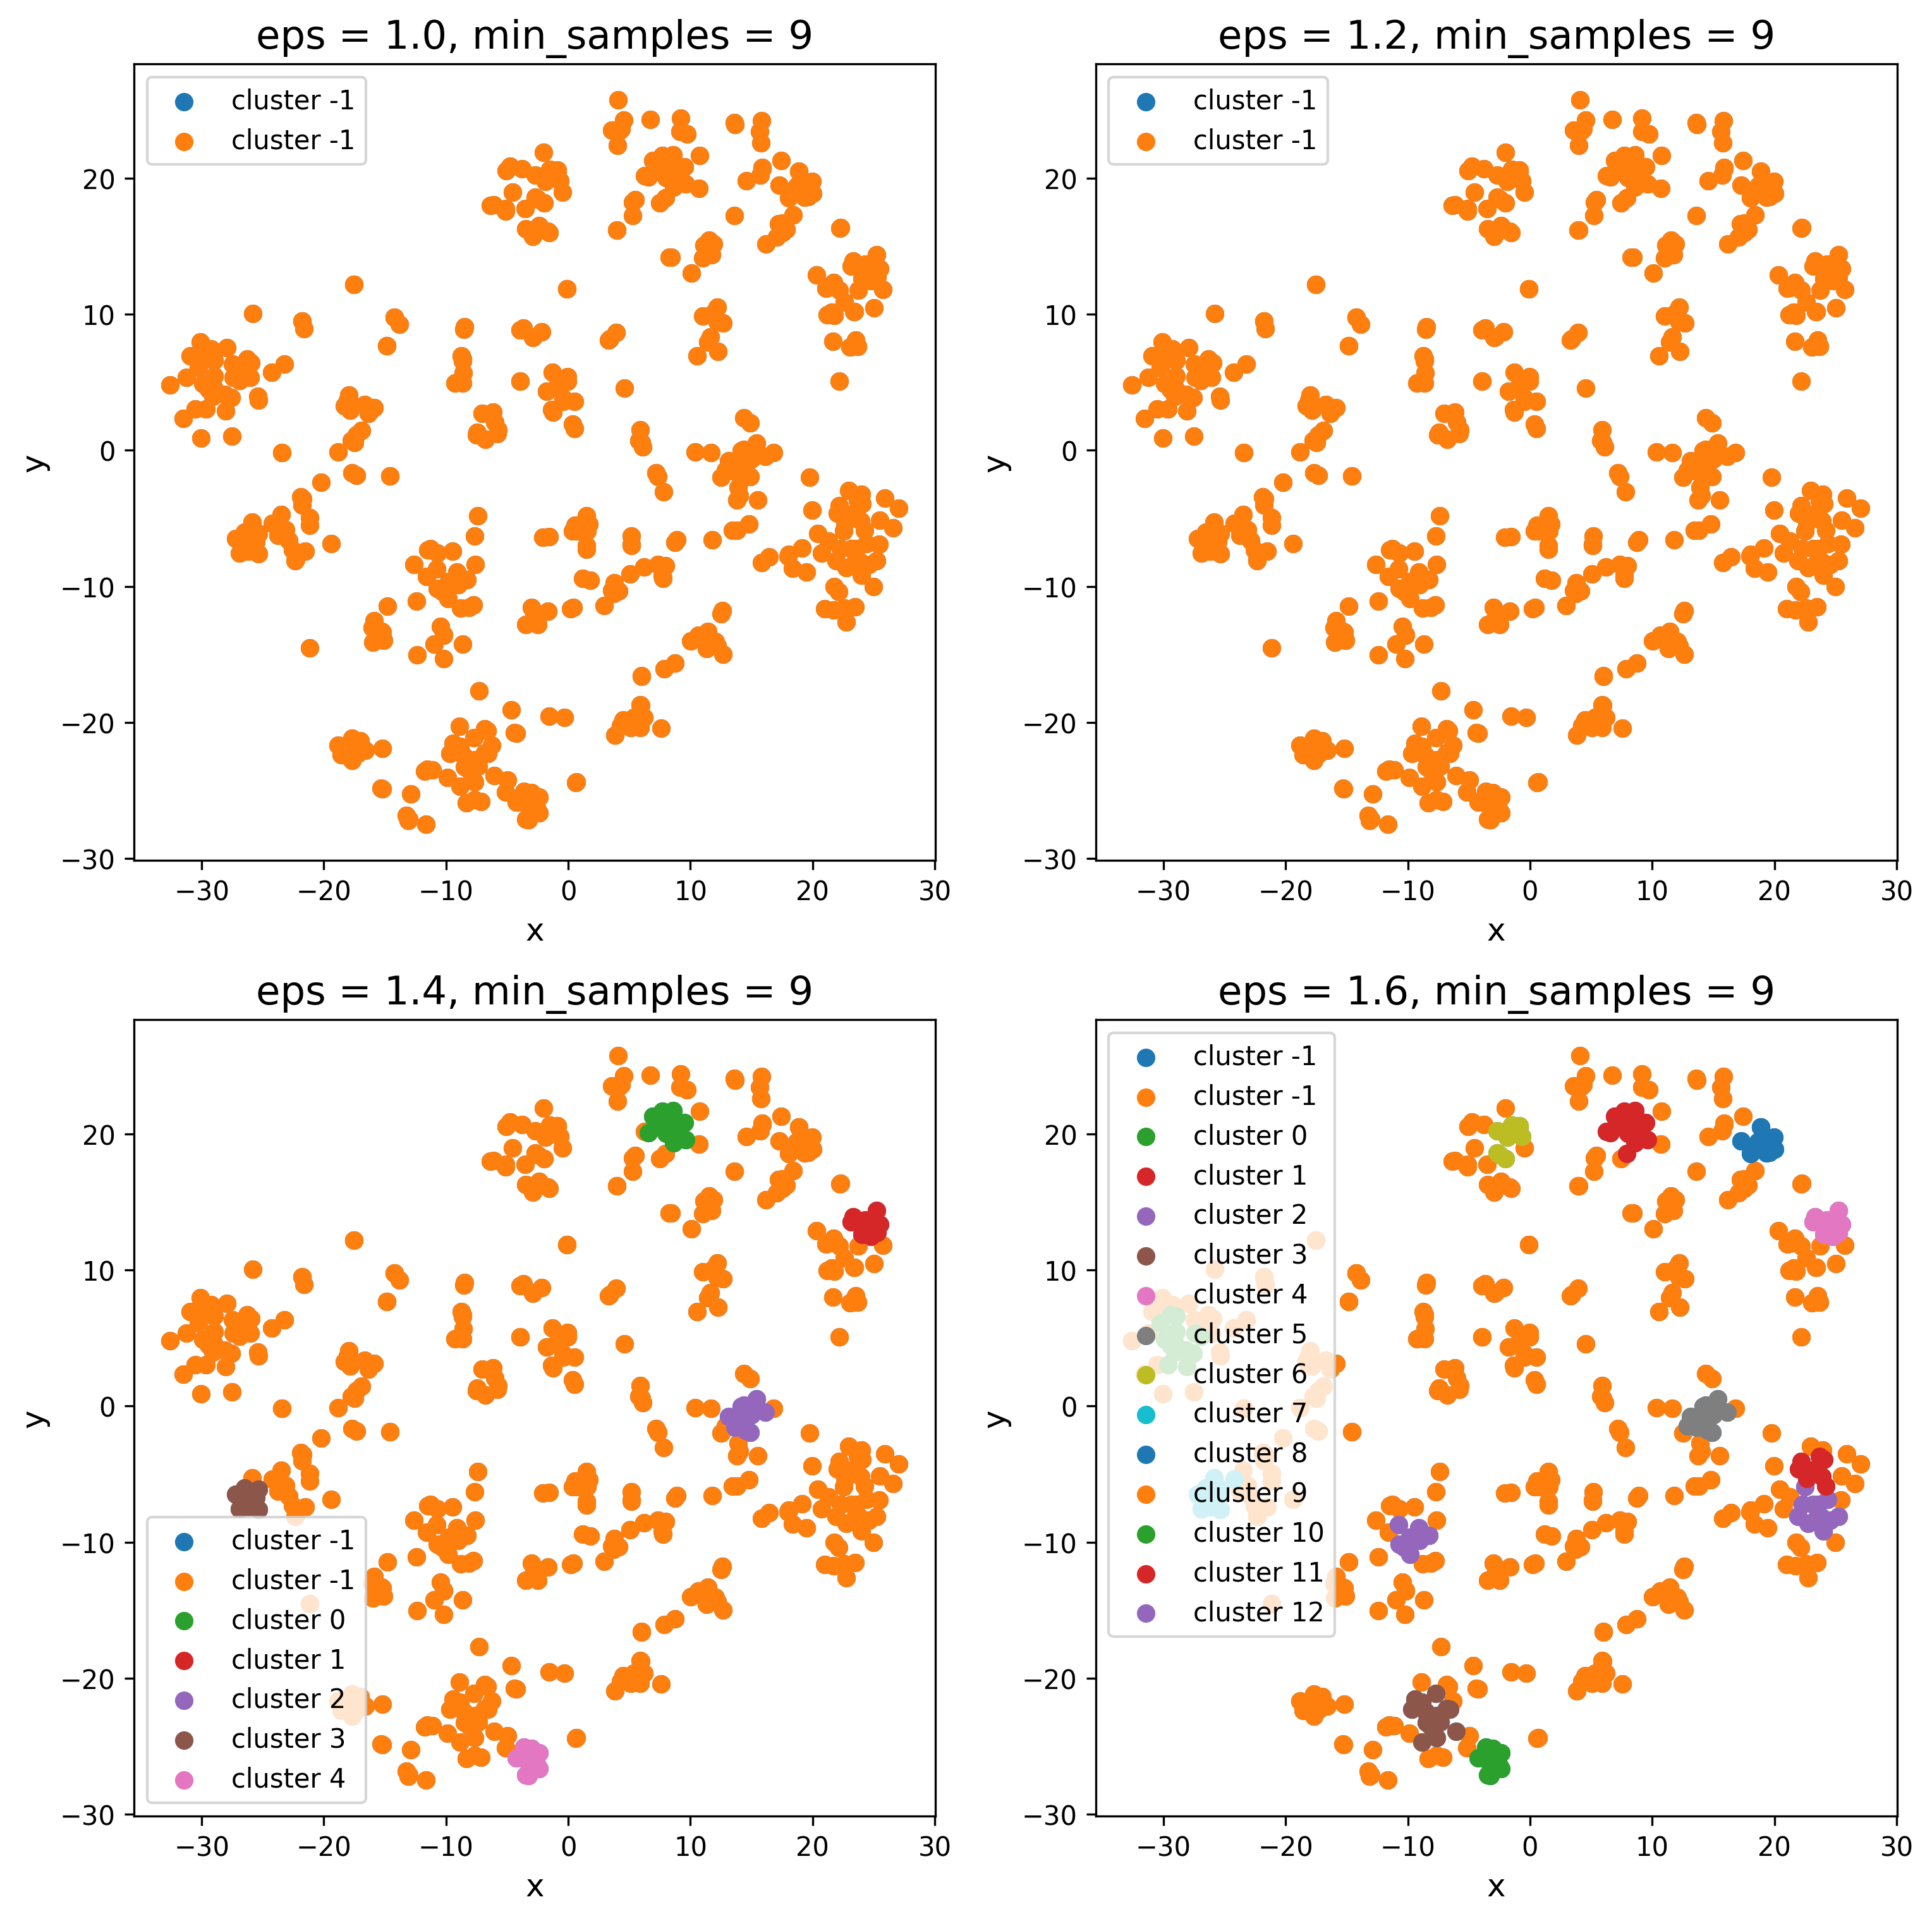 eps = 1.0, min_samples = 9
cluster -1
cluster -1
20
10
0
−10
−20
−30
y
−30 −20 −10 0 10 20 30
x
eps = 1.2, min_samples = 9
cluster -1
cluster -1
20
10
0
−10
−20
−30
y
−30 −20 −10 0 10 20 30
x
eps = 1.4, min_samples = 9
20
10
0
−10
−20
−30
y
cluster -1
cluster -1
cluster 0
cluster 1
cluster 2
cluster 3
cluster 4
−30 −20 −10 0 10 20 30
x
eps = 1.6, min_samples = 9
cluster -1
cluster -1
cluster 0
cluster 1
cluster 2
cluster 3
cluster 4
cluster 5
cluster 6
cluster 7
cluster 8
cluster 9
cluster 10
cluster 11
cluster 12
20
10
0
−10
−20
−30
y
−30 −20 −10 0 10 20 30
x